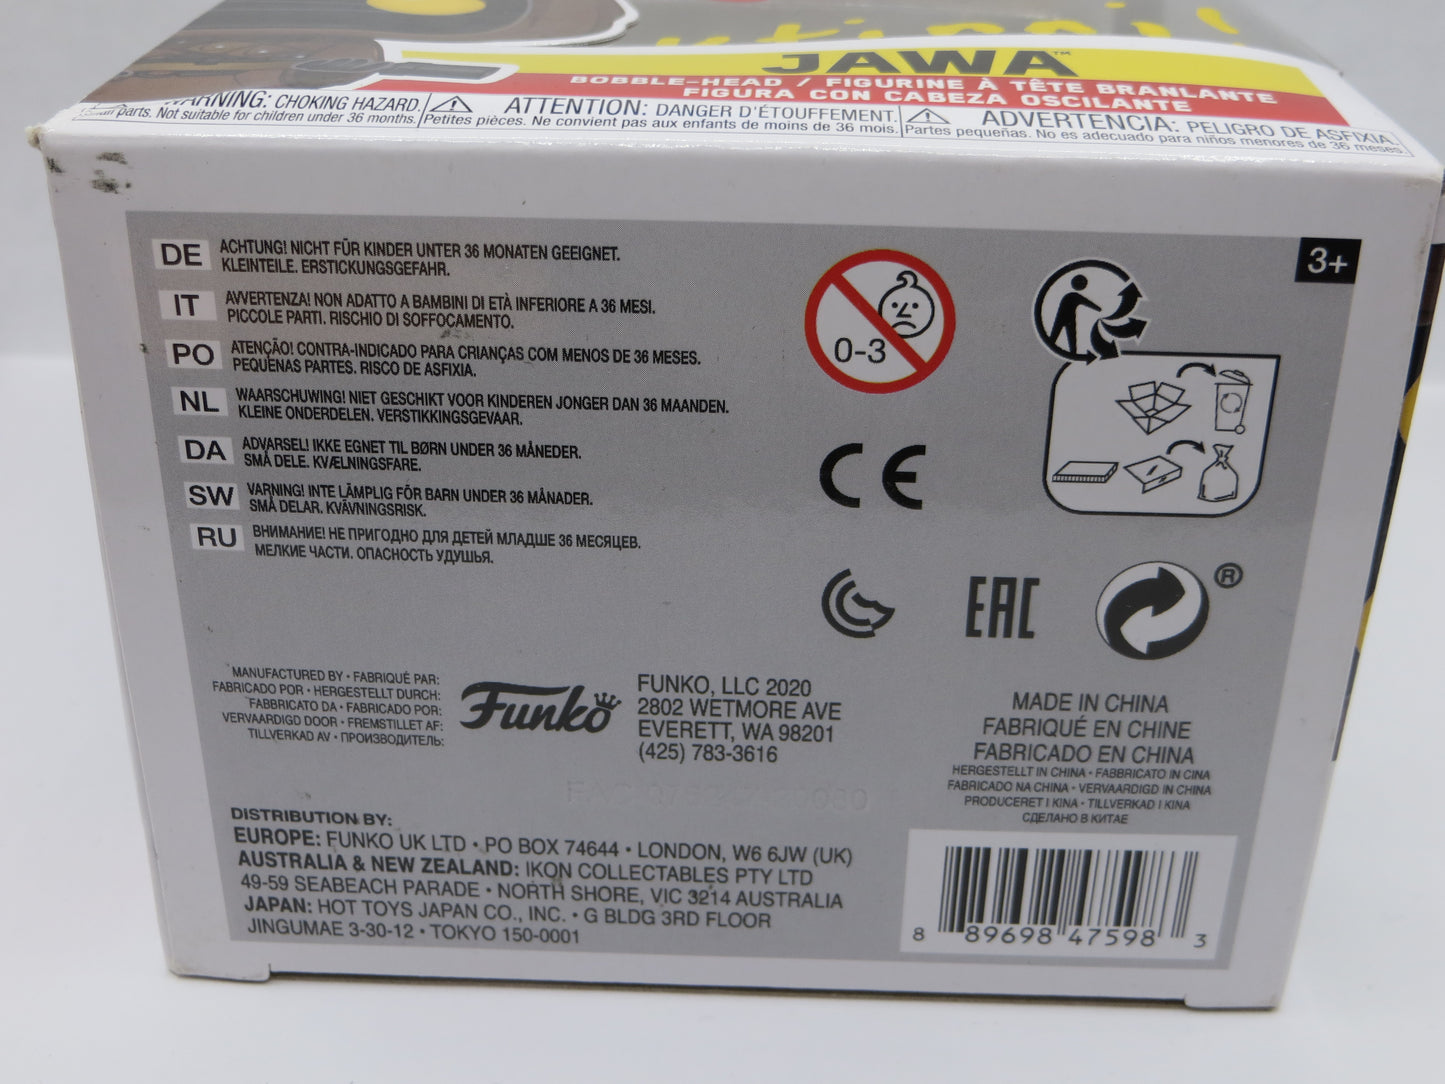 JAWA™
BOBBLE-HEAD / FIGURINE À TÊTE BRANLANTE
FIGURA CON CABEZA OSCILANTE
WARNING: CHOKING HAZARD.
Small parts. Not suitable for children under 36 months.
ATTENTION: DANGER D'ÉTOUFFEMENT.
Petites pièces. Ne convient pas aux enfants de moins de 36 mois.
ADVERTENCIA: PELIGRO DE ASFIXIA.
Partes pequeñas. No es adecuado para niños menores de 36 meses.
DE ACHTUNG! NICHT FÜR KINDER UNTER 36 MONATEN GEEIGNET.
KLEINTEILE. ERSTICKUNGSGEFAHR.
IT AVVERTENZA! NON ADATTO A BAMBINI DI ETÀ INFERIORE A 36 MESI.
PICCOLE PARTI. RISCHIO DI SOFFOCAMENTO.
PO ATENÇÃO! CONTRA-INDICADO PARA CRIANÇAS COM MENOS DE 36 MESES.
PEQUENAS PARTES. RISCO DE ASFIXIA.
NL WAARSCHUWING! NIET GESCHIKT VOOR KINDEREN JONGER DAN 36 MAANDEN.
KLEINE ONDERDELEN. VERSTIKKINGSGEVAAR.
DA ADVARSEL! IKKE EGNET TIL BØRN UNDER 36 MÅNEDER.
SMÅ DELE. KVÆLNINGSFARE.
SW VARNING! INTE LÄMPLIG FÖR BARN UNDER 36 MÅNADER.
SMÅ DELAR. KVÄVNINGSRISK.
RU ВНИМАНИЕ! НЕ ПРИГОДНО ДЛЯ ДЕТЕЙ МЛАДШЕ 36 МЕСЯЦЕВ.
МЕЛКИЕ ЧАСТИ. ОПАСНОСТЬ УДУШЬЯ.
0-3
3+
CE
EAC
®
MANUFACTURED BY • FABRIQUÉ PAR:
FABRICADO POR • HERGESTELLT DURCH:
FABBRICATO DA • FABRICADO POR:
VERVAARDIGD DOOR • FREMSTILLET AF:
TILLVERKAD AV • ПРОИЗВОДИТЕЛЬ:
Funko
FUNKO, LLC 2020
2802 WETMORE AVE
EVERETT, WA 98201
(425) 783-3616
MADE IN CHINA
FABRIQUÉ EN CHINE
FABRICADO EN CHINA
HERGESTELLT IN CHINA • FABBRICATO IN CINA
FABRICADO NA CHINA • VERVAARDIGD IN CHINA
PRODUCERET I KINA • TILLVERKAD I KINA
СДЕЛАНО В КИТАЕ
DISTRIBUTION BY:
EUROPE: FUNKO UK LTD • PO BOX 74644 • LONDON, W6 6JW (UK)
AUSTRALIA & NEW ZEALAND: IKON COLLECTABLES PTY LTD
49-59 SEABEACH PARADE • NORTH SHORE, VIC 3214 AUSTRALIA
JAPAN: HOT TOYS JAPAN CO., INC. • G BLDG 3RD FLOOR
JINGUMAE 3-30-12 • TOKYO 150-0001
8 89698 47598 3